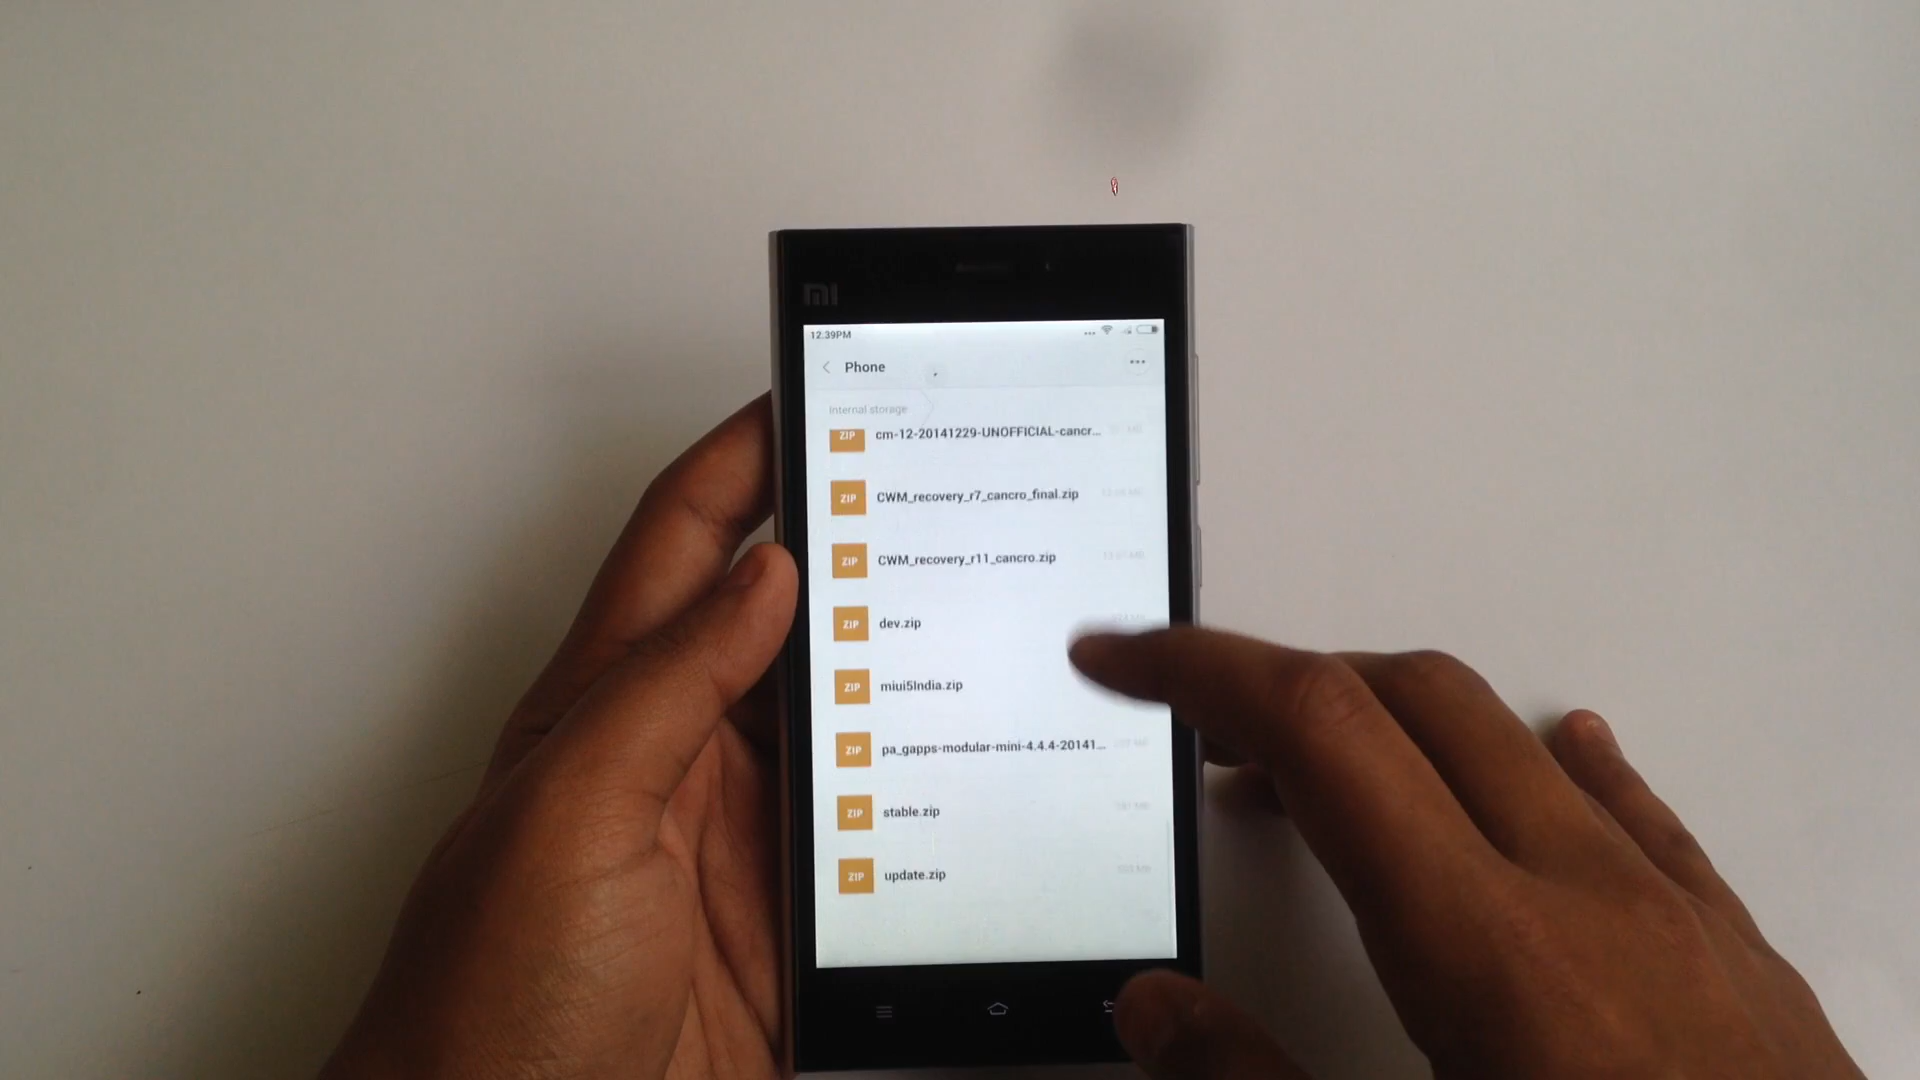 mi
12:39PM
Phone
Internal storage
ZIP cm-12-20141229-UNOFFICIAL-cancr...
ZIP CWM_recovery_r7_cancro_final.zip
ZIP CWM_recovery_r11_cancro.zip
ZIP dev.zip
ZIP miui5India.zip
ZIP pa_gapps-modular-mini-4.4.4-20141...
ZIP stable.zip
ZIP update.zip